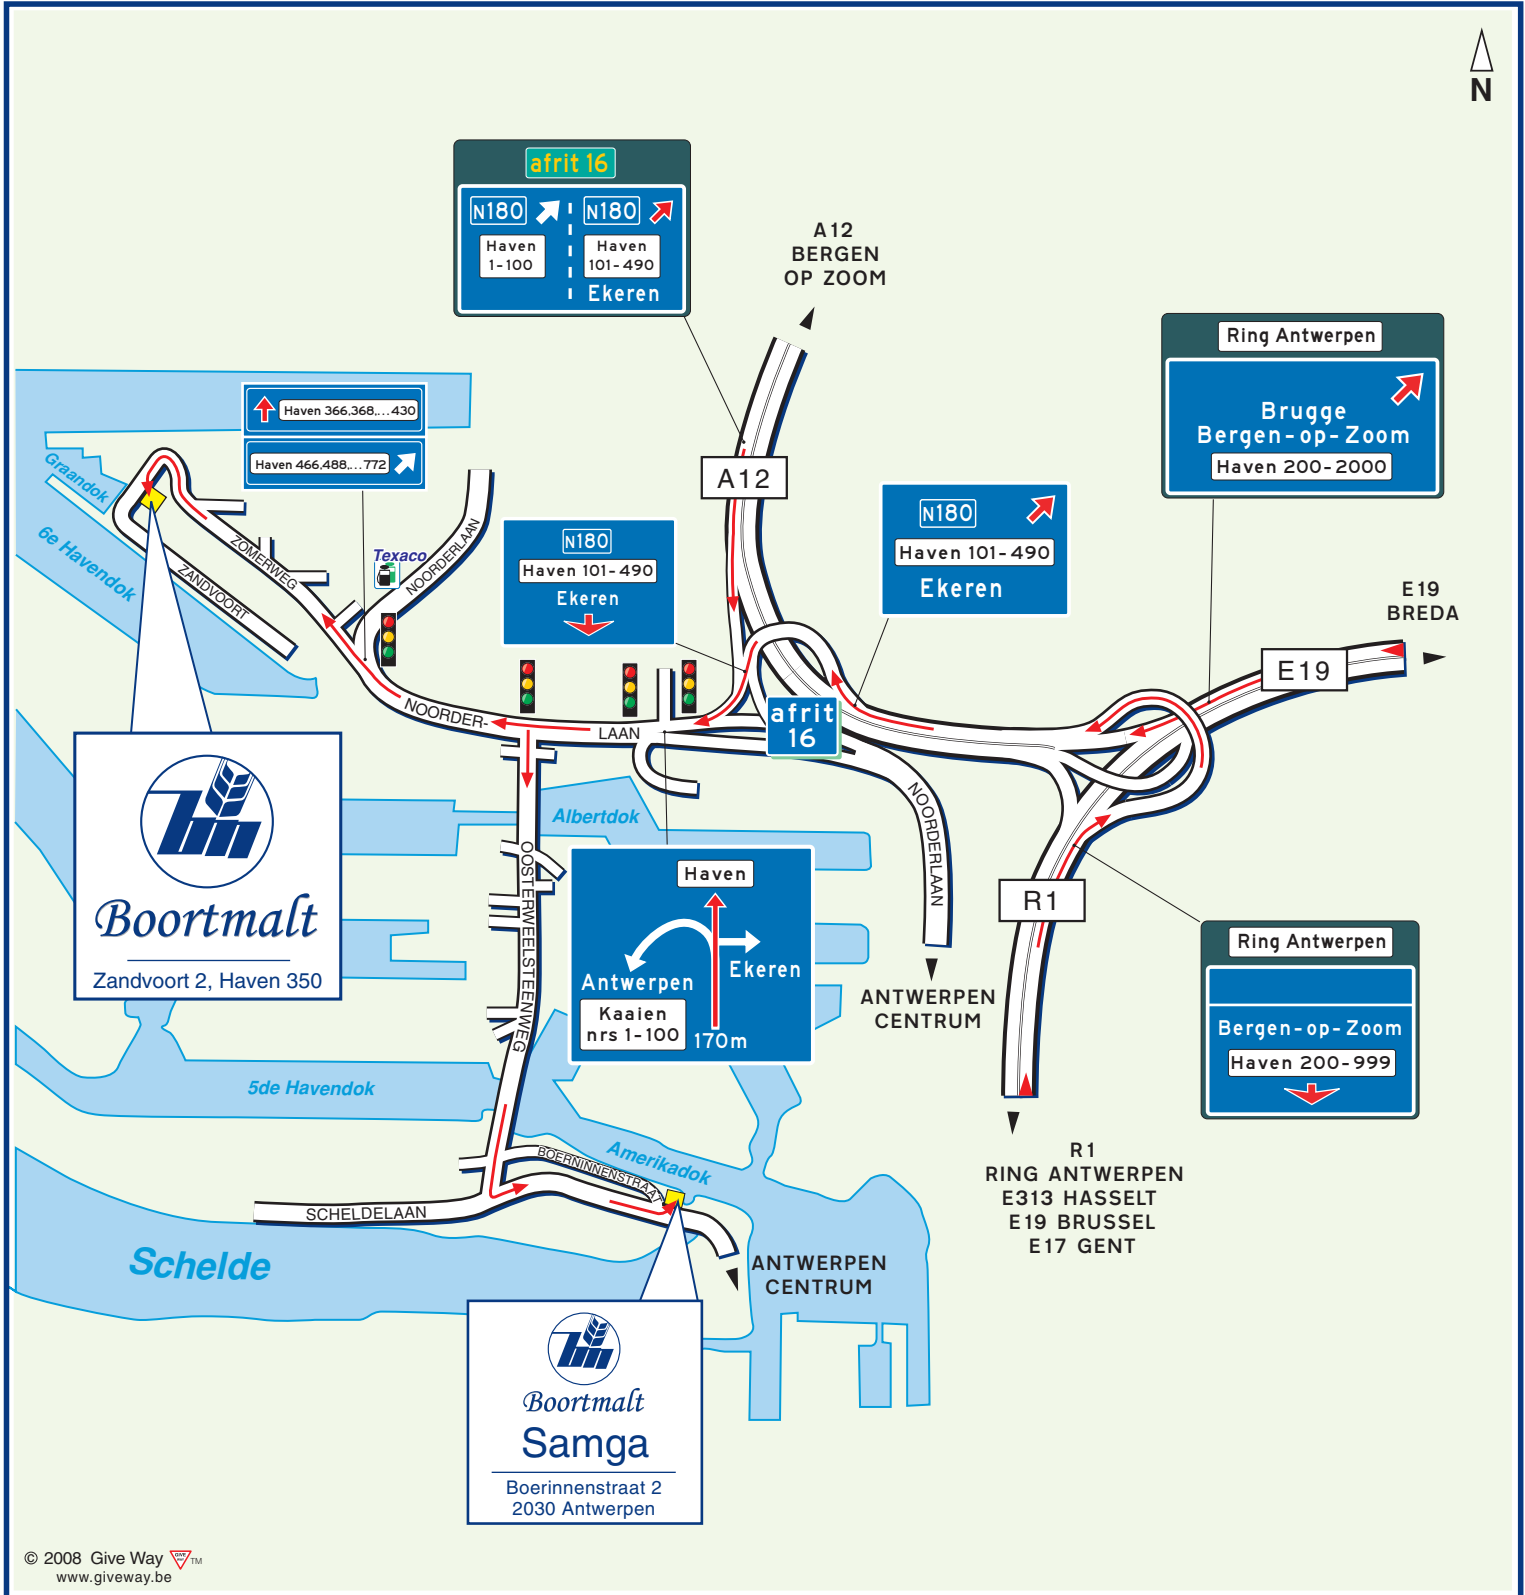 N
afrit 16
N180
N180
Haven
1-100
Haven
101-490
Ekeren
A12
BERGEN
OP ZOOM
Ring Antwerpen
Brugge
Bergen-op-Zoom
Haven 200-2000
Haven 366,368,...430
Haven 466,488,...772
A12
N180
Haven 101-490
Ekeren
N180
Haven 101-490
Ekeren
Graandok
6e Havendok
ZOMERWEG
ZANDVOORT
Texaco
NOORDERLAAN
E19
BREDA
E19
NOORDER-
LAAN
afrit
16
NOORDERLAAN
Albertdok
OOSTERWEELSTEENWEG
Boortmalt
Zandvoort 2, Haven 350
Haven
Antwerpen
Ekeren
Kaaien
nrs 1-100
170m
R1
Ring Antwerpen
Bergen-op-Zoom
Haven 200-999
ANTWERPEN
CENTRUM
5de Havendok
Amerikadok
BOERNINNENSTRAAT
SCHELDELAAN
Schelde
R1
RING ANTWERPEN
E313 HASSELT
E19 BRUSSEL
E17 GENT
ANTWERPEN
CENTRUM
Boortmalt
Samga
Boerinnenstraat 2
2030 Antwerpen
© 2008 Give Way TM
www.giveway.be